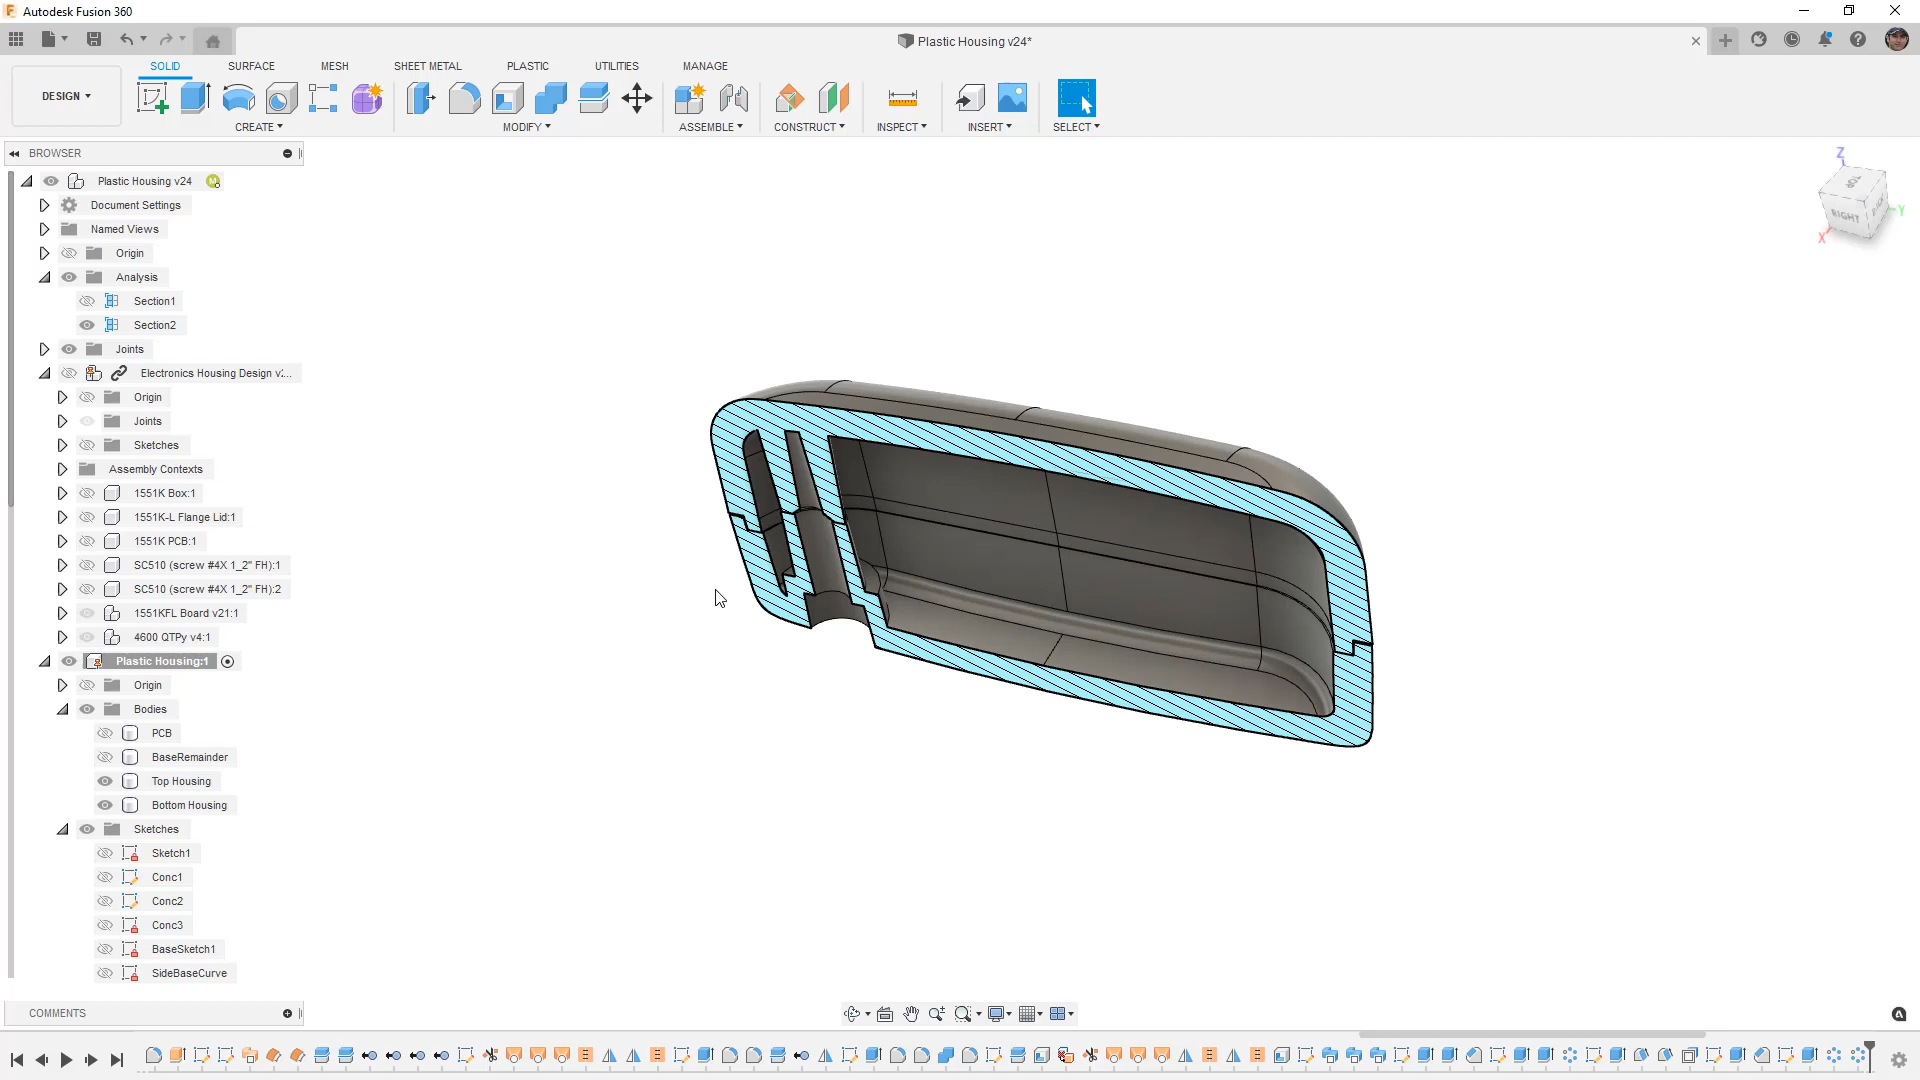 Autodesk Fusion 360
Plastic Housing v24*
DESIGN
SOLID SURFACE MESH SHEET METAL PLASTIC UTILITIES MANAGE
CREATE MODIFY ASSEMBLE CONSTRUCT INSPECT INSERT SELECT
BROWSER
Plastic Housing v24 M
Document Settings
Named Views
Origin
Analysis
Section1
Section2
Joints
Electronics Housing Design v2...
Origin
Joints
Sketches
Assembly Contexts
1551K Box:1
1551K-L Flange Lid:1
1551K PCB:1
SC510 (screw #4X 1_2" FH):1
SC510 (screw #4X 1_2" FH):2
1551KFL Board v21:1
4600 QTPy v4:1
Plastic Housing:1
Origin
Bodies
PCB
BaseRemainder
Top Housing
Bottom Housing
Sketches
Sketch1
Conc1
Conc2
Conc3
BaseSketch1
SideBaseCurve
COMMENTS
Z
TOP
RIGHT BACK
Y
X